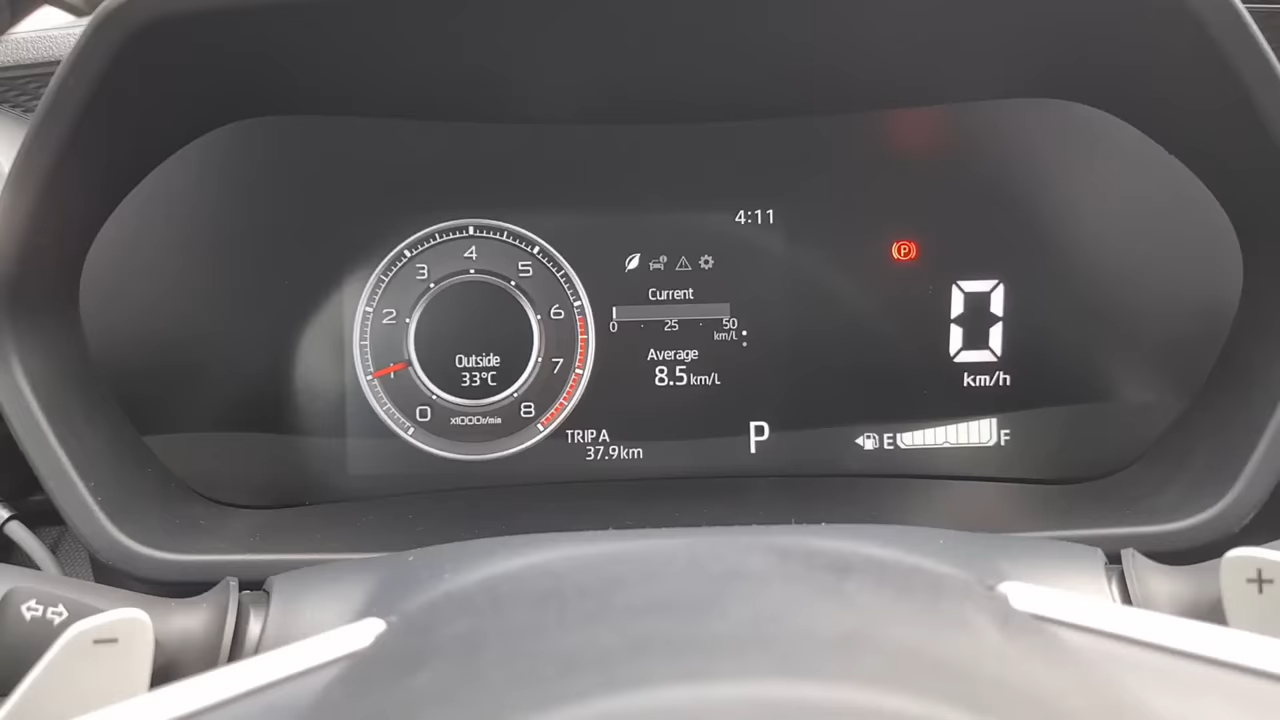 4:11
4
3
5
2
6
1
7
0
8
Outside
33°C
x1000r/min
Current
0 · 25 · 50
km/L
Average
8.5 km/L
TRIP A
37.9km
P
(P)
0
km/h
E
F
−
+